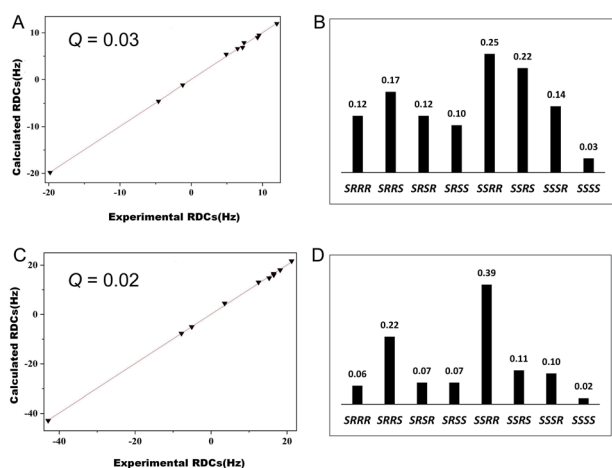 A
Q = 0.03
Calculated RDCs(Hz)
10
0
-10
-20
-20
-10
0
10
Experimental RDCs(Hz)
B
0.12
0.17
0.12
0.10
0.25
0.22
0.14
0.03
SRRR SRRS SRSR SRSS SSRR SSRS SSSR SSSS
C
Q = 0.02
Calculated RDCs(Hz)
20
0
-20
-40
-40
-20
0
20
Experimental RDCs(Hz)
D
0.06
0.22
0.07
0.07
0.39
0.11
0.10
0.02
SRRR SRRS SRSR SRSS SSRR SSRS SSSR SSSS